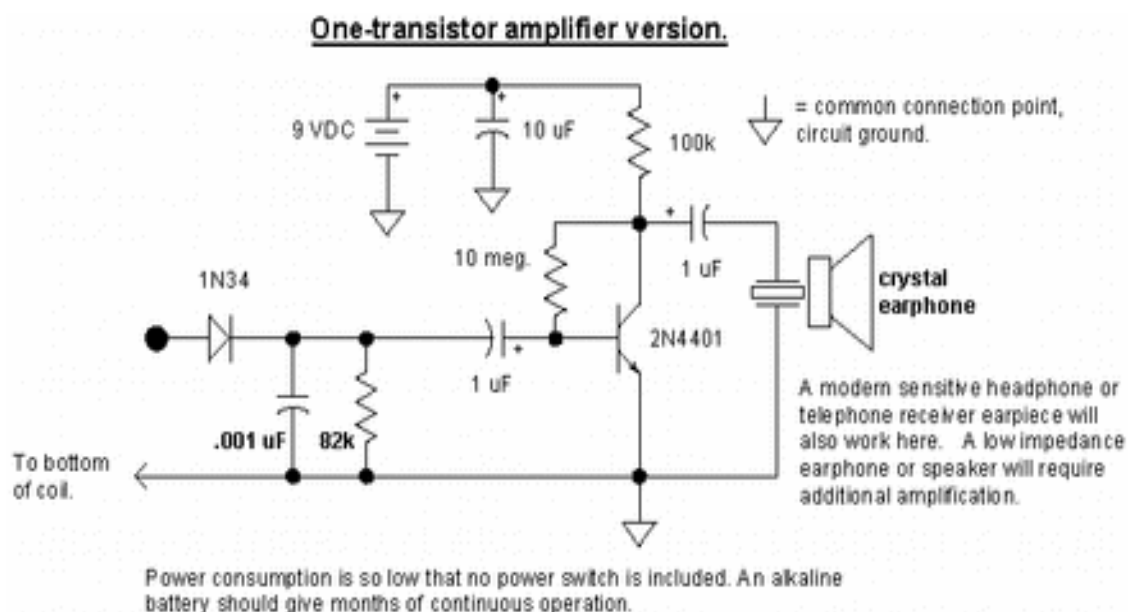 One-transistor amplifier version.
+
+
9 VDC
10 uF
100k
= common connection point,
circuit ground.
10 meg.
+
1 uF
1N34
crystal
earphone
2N4401
+
1 uF
.001 uF
82k
A modern sensitive headphone or
telephone receiver earpiece will
also work here. A low impedance
earphone or speaker will require
additional amplification.
To bottom
of coil.
Power consumption is so low that no power switch is included. An alkaline
battery should give months of continuous operation.